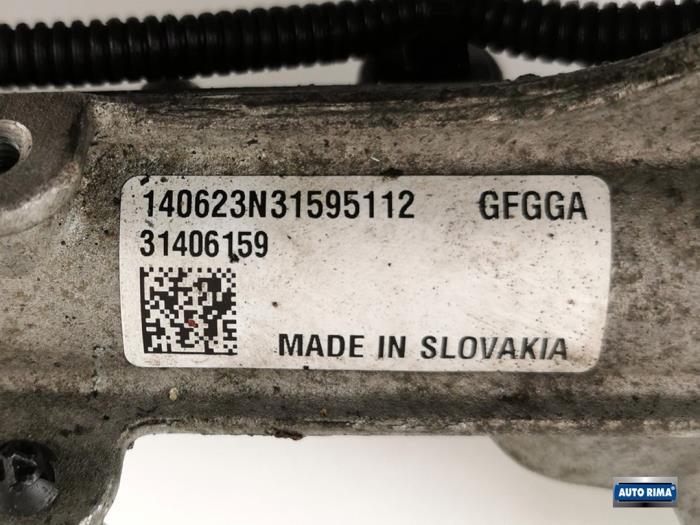 140623N31595112 GFGGA
31406159
MADE IN SLOVAKIA
AUTO RIMA®